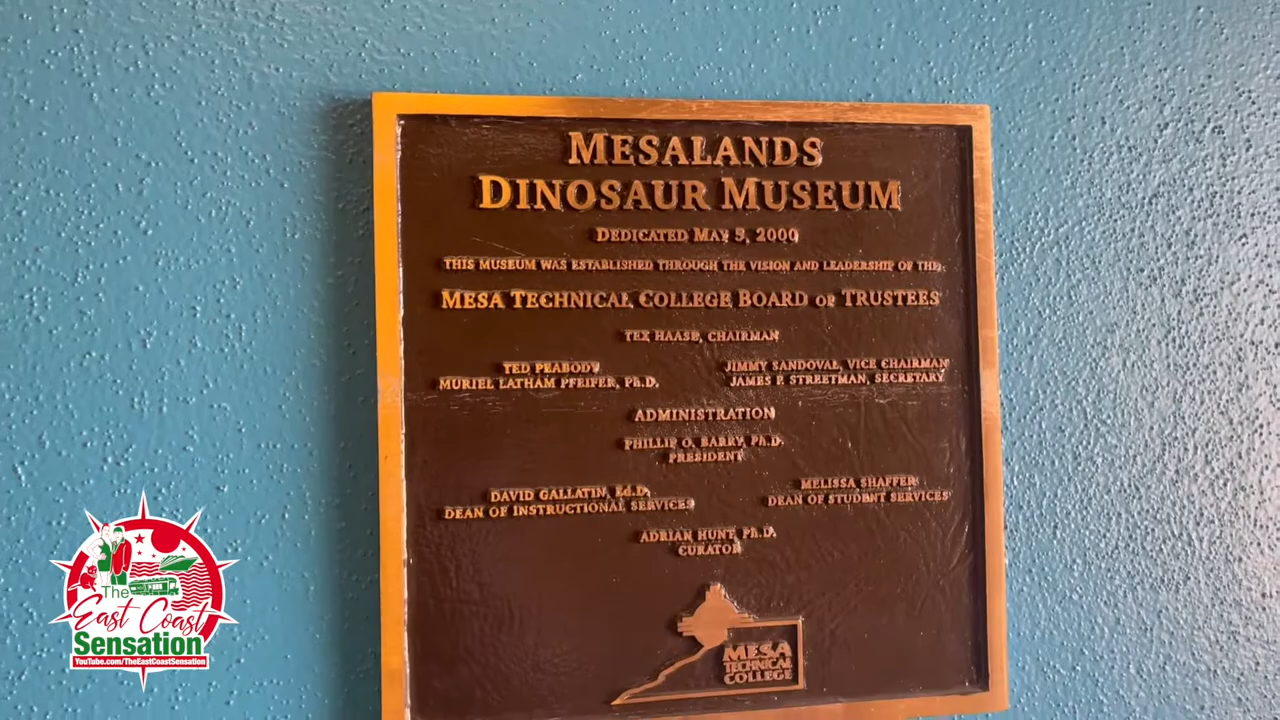 MESALANDS
DINOSAUR MUSEUM
DEDICATED MAY 5, 2000
THIS MUSEUM WAS ESTABLISHED THROUGH THE VISION AND LEADERSHIP OF THE
MESA TECHNICAL COLLEGE BOARD OF TRUSTEES
TEX HAASE, CHAIRMAN
TED PEABODY
MURIEL LATHAM PFEIFER, Ph.D.
JIMMY SANDOVAL, VICE CHAIRMAN
JAMES P. STREETMAN, SECRETARY
ADMINISTRATION
PHILLIP O. BARRY, Ph.D.
PRESIDENT
DAVID GALLATIN, Ed.D.
DEAN OF INSTRUCTIONAL SERVICES
MELISSA SHAFFER
DEAN OF STUDENT SERVICES
ADRIAN HUNT, Ph.D.
CURATOR
MESA
TECHNICAL
COLLEGE
The
East Coast
Sensation
YouTube.com/TheEastCoastSensation